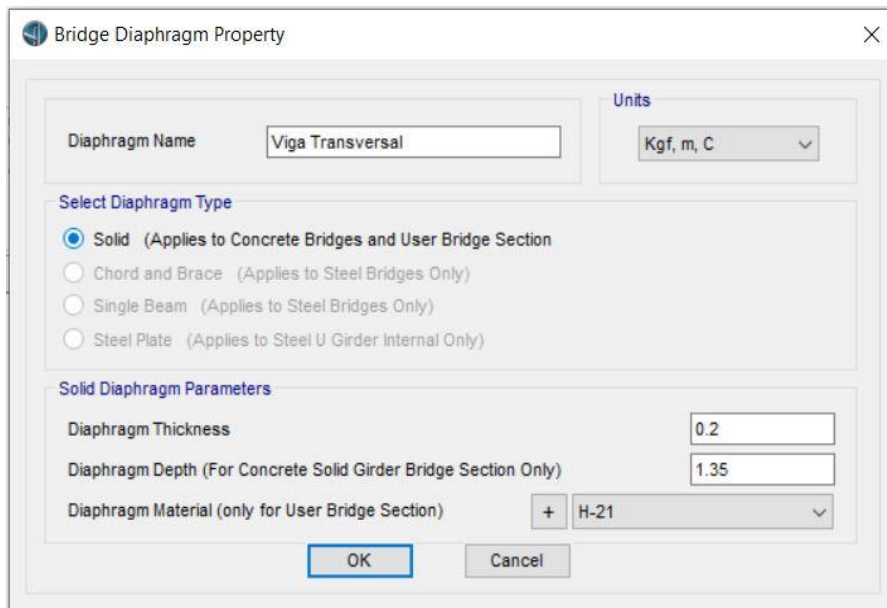 Bridge Diaphragm Property
Units
Diaphragm Name Viga Transversal Kgf, m, C
Select Diaphragm Type
Solid (Applies to Concrete Bridges and User Bridge Section
Chord and Brace (Applies to Steel Bridges Only)
Single Beam (Applies to Steel Bridges Only)
Steel Plate (Applies to Steel U Girder Internal Only)
Solid Diaphragm Parameters
Diaphragm Thickness 0.2
Diaphragm Depth (For Concrete Solid Girder Bridge Section Only) 1.35
Diaphragm Material (only for User Bridge Section) + H-21
OK Cancel